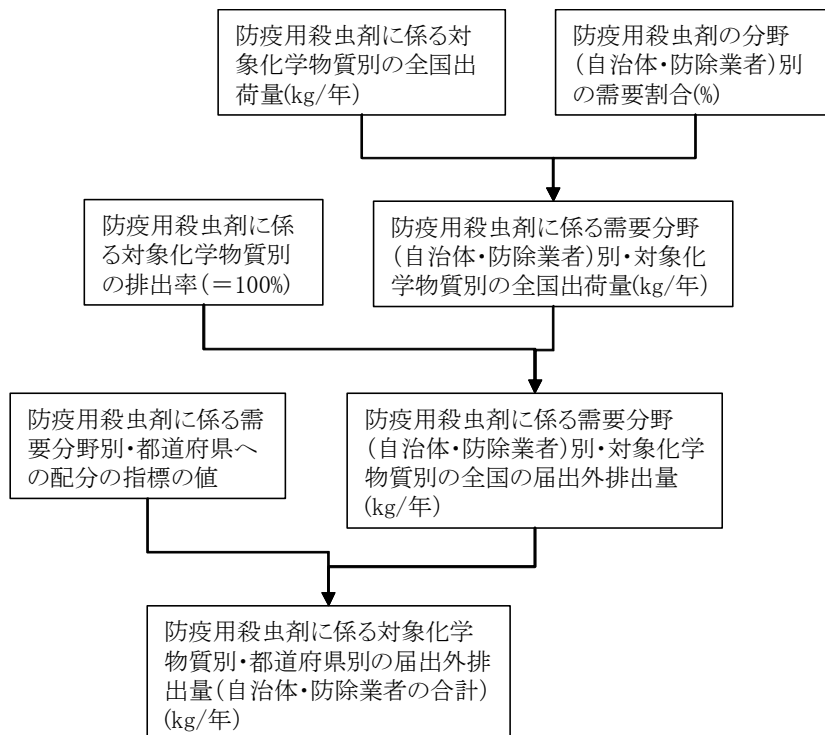 防疫用殺虫剤に係る対
象化学物質別の全国出
荷量(kg/年)
防疫用殺虫剤の分野
(自治体・防除業者)別
の需要割合(%)
防疫用殺虫剤に係
る対象化学物質別
の排出率(＝100%)
防疫用殺虫剤に係る需要分野
(自治体・防除業者)別・対象化
学物質別の全国出荷量(kg/年)
防疫用殺虫剤に係る需
要分野別・都道府県へ
の配分の指標の値
防疫用殺虫剤に係る需要分野
(自治体・防除業者)別・対象化学
物質別の全国の届出外排出量
(kg/年)
防疫用殺虫剤に係る対象化学
物質別・都道府県別の届出外排
出量(自治体・防除業者の合計)
(kg/年)